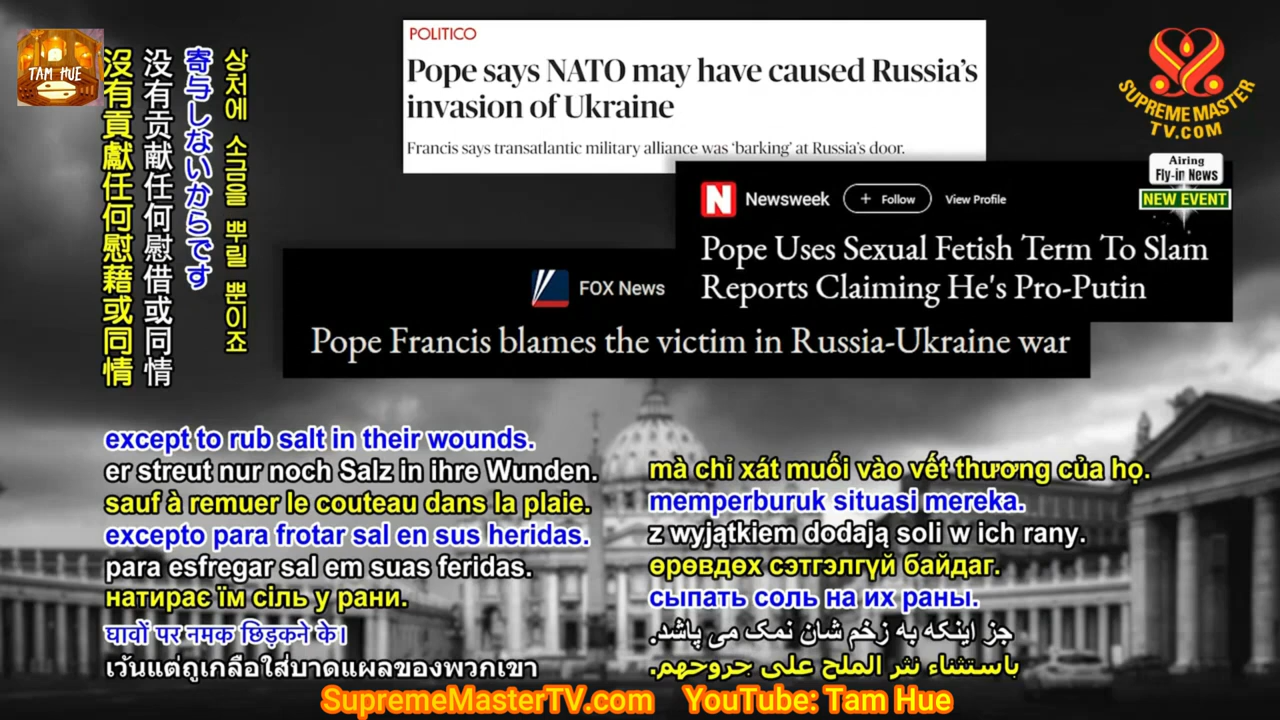 TAM HUE
沒有貢獻任何慰藉或同情
没有贡献任何慰借或同情
寄与しないからです
상처에 소금을 뿌릴 뿐이죠
POLITICO
Pope says NATO may have caused Russia's
invasion of Ukraine
Francis says transatlantic military alliance was 'barking' at Russia's door.
SUPREME MASTER
TV.COM
Airing
Fly-in News
NEW EVENT
Newsweek
+ Follow
View Profile
Pope Uses Sexual Fetish Term To Slam
Reports Claiming He's Pro-Putin
FOX News
Pope Francis blames the victim in Russia-Ukraine war
except to rub salt in their wounds.
er streut nur noch Salz in ihre Wunden.
sauf à remuer le couteau dans la plaie.
excepto para frotar sal en sus heridas.
para esfregar sal em suas feridas.
натирає їм сіль у рани.
घावों पर नमक छिड़कने के।
เว้นแต่ถูเกลือใส่บาดแผลของพวกเขา
mà chỉ xát muối vào vết thương của họ.
memperburuk situasi mereka.
z wyjątkiem dodają soli w ich rany.
өрөвдөх сэтгэлгүй байдаг.
сыпать соль на их раны.
جز اینکه به زخم شان نمک می پاشد.
باستثناء نثر الملح على جروحهم.
SupremeMasterTV.com YouTube: Tam Hue